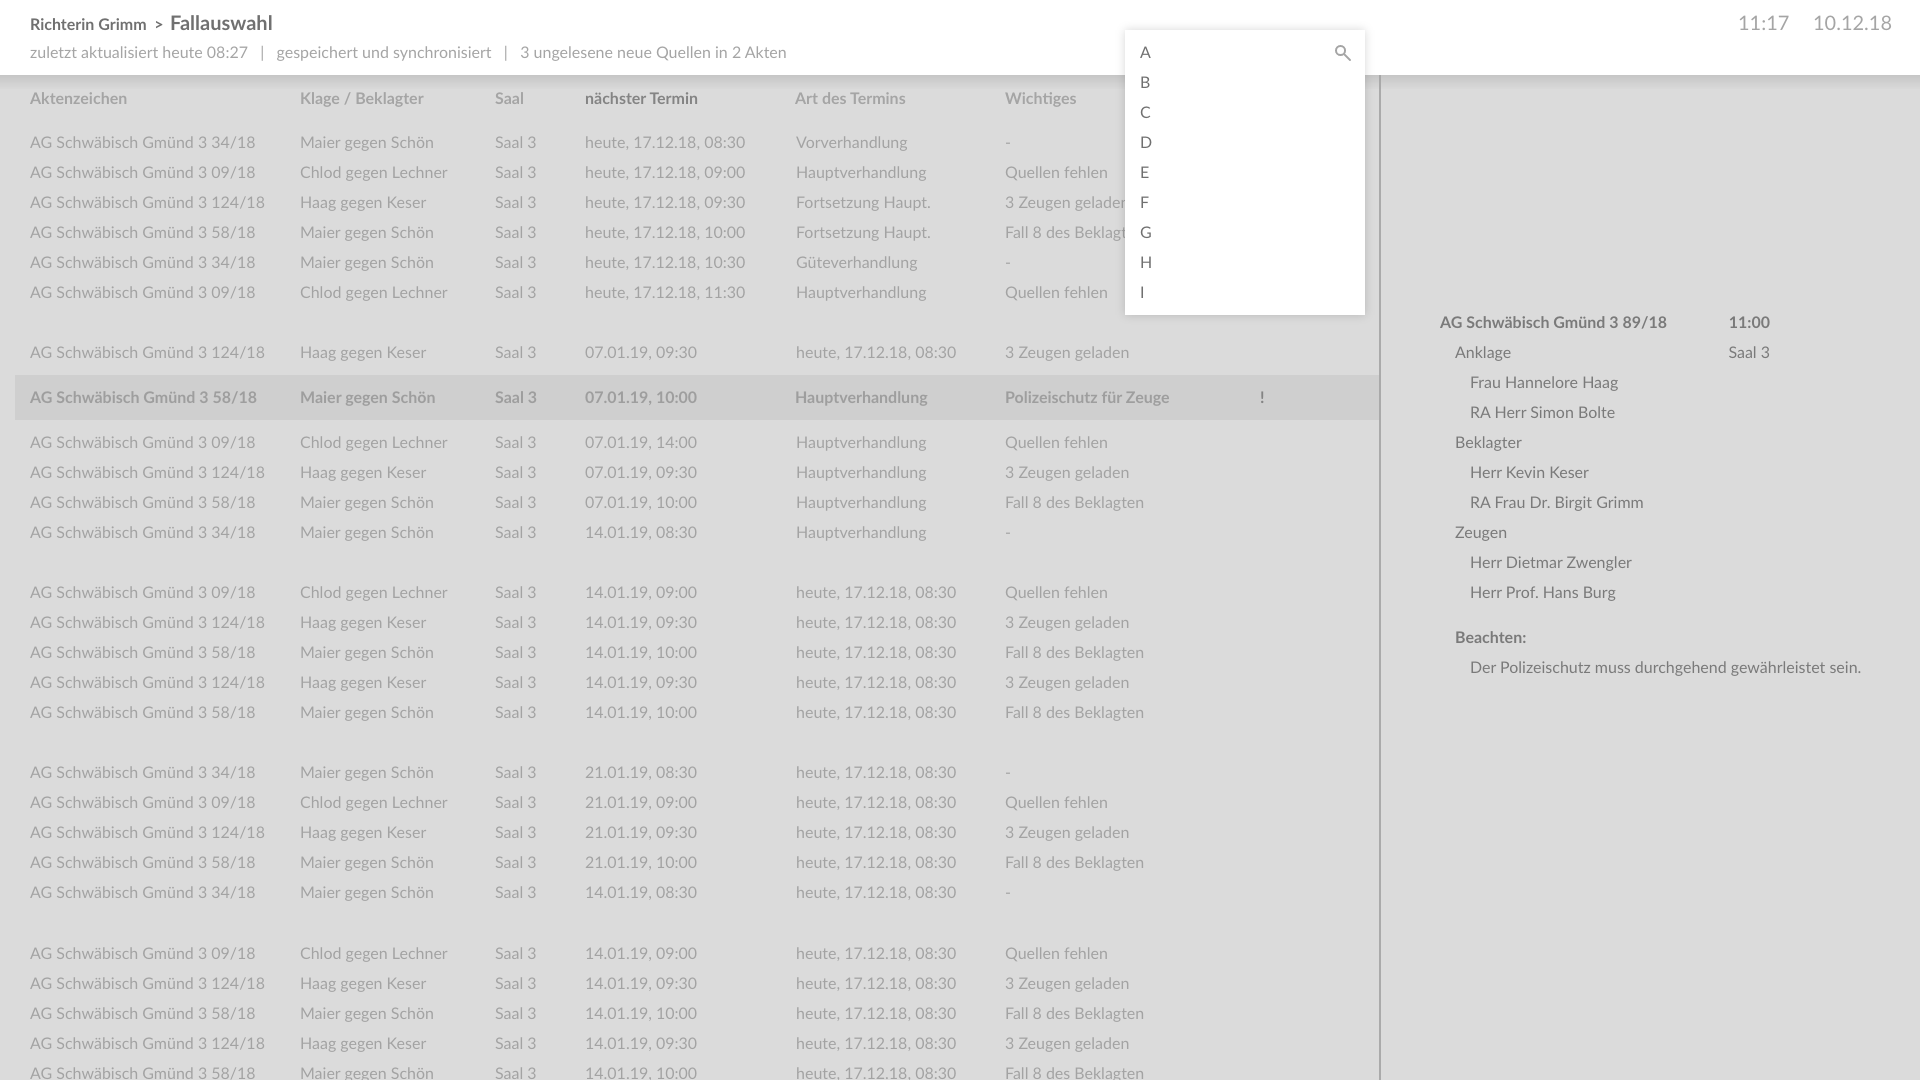 Richterin Grimm > Fallauswahl
11:17 10.12.18
zuletzt aktualisiert heute 08:27 | gespeichert und synchronisiert | 3 ungelesene neue Quellen in 2 Akten
A
B
C
D
E
F
G
H
I
Aktenzeichen Klage / Beklagter Saal nächster Termin Art des Termins Wichtiges
AG Schwäbisch Gmünd 3 34/18 Maier gegen Schön Saal 3 heute, 17.12.18, 08:30 Vorverhandlung -
AG Schwäbisch Gmünd 3 09/18 Chlod gegen Lechner Saal 3 heute, 17.12.18, 09:00 Hauptverhandlung Quellen fehlen
AG Schwäbisch Gmünd 3 124/18 Haag gegen Keser Saal 3 heute, 17.12.18, 09:30 Fortsetzung Haupt. 3 Zeugen geladen
AG Schwäbisch Gmünd 3 58/18 Maier gegen Schön Saal 3 heute, 17.12.18, 10:00 Fortsetzung Haupt. Fall 8 des Beklagt
AG Schwäbisch Gmünd 3 34/18 Maier gegen Schön Saal 3 heute, 17.12.18, 10:30 Güteverhandlung -
AG Schwäbisch Gmünd 3 09/18 Chlod gegen Lechner Saal 3 heute, 17.12.18, 11:30 Hauptverhandlung Quellen fehlen
AG Schwäbisch Gmünd 3 124/18 Haag gegen Keser Saal 3 07.01.19, 09:30 heute, 17.12.18, 08:30 3 Zeugen geladen
AG Schwäbisch Gmünd 3 58/18 Maier gegen Schön Saal 3 07.01.19, 10:00 Hauptverhandlung Polizeischutz für Zeuge !
AG Schwäbisch Gmünd 3 09/18 Chlod gegen Lechner Saal 3 07.01.19, 14:00 Hauptverhandlung Quellen fehlen
AG Schwäbisch Gmünd 3 124/18 Haag gegen Keser Saal 3 07.01.19, 09:30 Hauptverhandlung 3 Zeugen geladen
AG Schwäbisch Gmünd 3 58/18 Maier gegen Schön Saal 3 07.01.19, 10:00 Hauptverhandlung Fall 8 des Beklagten
AG Schwäbisch Gmünd 3 34/18 Maier gegen Schön Saal 3 14.01.19, 08:30 Hauptverhandlung -
AG Schwäbisch Gmünd 3 09/18 Chlod gegen Lechner Saal 3 14.01.19, 09:00 heute, 17.12.18, 08:30 Quellen fehlen
AG Schwäbisch Gmünd 3 124/18 Haag gegen Keser Saal 3 14.01.19, 09:30 heute, 17.12.18, 08:30 3 Zeugen geladen
AG Schwäbisch Gmünd 3 58/18 Maier gegen Schön Saal 3 14.01.19, 10:00 heute, 17.12.18, 08:30 Fall 8 des Beklagten
AG Schwäbisch Gmünd 3 124/18 Haag gegen Keser Saal 3 14.01.19, 09:30 heute, 17.12.18, 08:30 3 Zeugen geladen
AG Schwäbisch Gmünd 3 58/18 Maier gegen Schön Saal 3 14.01.19, 10:00 heute, 17.12.18, 08:30 Fall 8 des Beklagten
AG Schwäbisch Gmünd 3 34/18 Maier gegen Schön Saal 3 21.01.19, 08:30 heute, 17.12.18, 08:30 -
AG Schwäbisch Gmünd 3 09/18 Chlod gegen Lechner Saal 3 21.01.19, 09:00 heute, 17.12.18, 08:30 Quellen fehlen
AG Schwäbisch Gmünd 3 124/18 Haag gegen Keser Saal 3 21.01.19, 09:30 heute, 17.12.18, 08:30 3 Zeugen geladen
AG Schwäbisch Gmünd 3 58/18 Maier gegen Schön Saal 3 21.01.19, 10:00 heute, 17.12.18, 08:30 Fall 8 des Beklagten
AG Schwäbisch Gmünd 3 34/18 Maier gegen Schön Saal 3 14.01.19, 08:30 heute, 17.12.18, 08:30 -
AG Schwäbisch Gmünd 3 09/18 Chlod gegen Lechner Saal 3 14.01.19, 09:00 heute, 17.12.18, 08:30 Quellen fehlen
AG Schwäbisch Gmünd 3 124/18 Haag gegen Keser Saal 3 14.01.19, 09:30 heute, 17.12.18, 08:30 3 Zeugen geladen
AG Schwäbisch Gmünd 3 58/18 Maier gegen Schön Saal 3 14.01.19, 10:00 heute, 17.12.18, 08:30 Fall 8 des Beklagten
AG Schwäbisch Gmünd 3 124/18 Haag gegen Keser Saal 3 14.01.19, 09:30 heute, 17.12.18, 08:30 3 Zeugen geladen
AG Schwäbisch Gmünd 3 58/18 Maier gegen Schön Saal 3 14.01.19, 10:00 heute, 17.12.18, 08:30 Fall 8 des Beklagten
AG Schwäbisch Gmünd 3 89/18 11:00
Anklage Saal 3
Frau Hannelore Haag
RA Herr Simon Bolte
Beklagter
Herr Kevin Keser
RA Frau Dr. Birgit Grimm
Zeugen
Herr Dietmar Zwengler
Herr Prof. Hans Burg
Beachten:
Der Polizeischutz muss durchgehend gewährleistet sein.